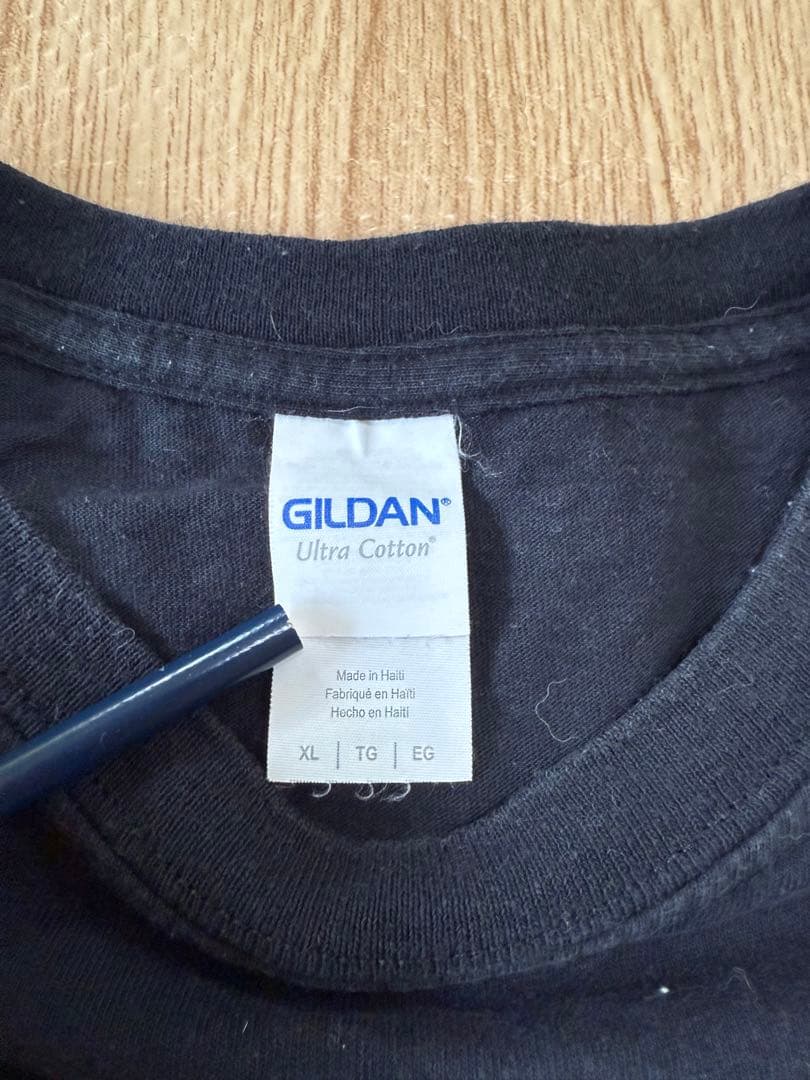 GILDAN®
Ultra Cotton®
Made in Haiti
Fabriqué en Haïti
Hecho en Haití
XL | TG | EG